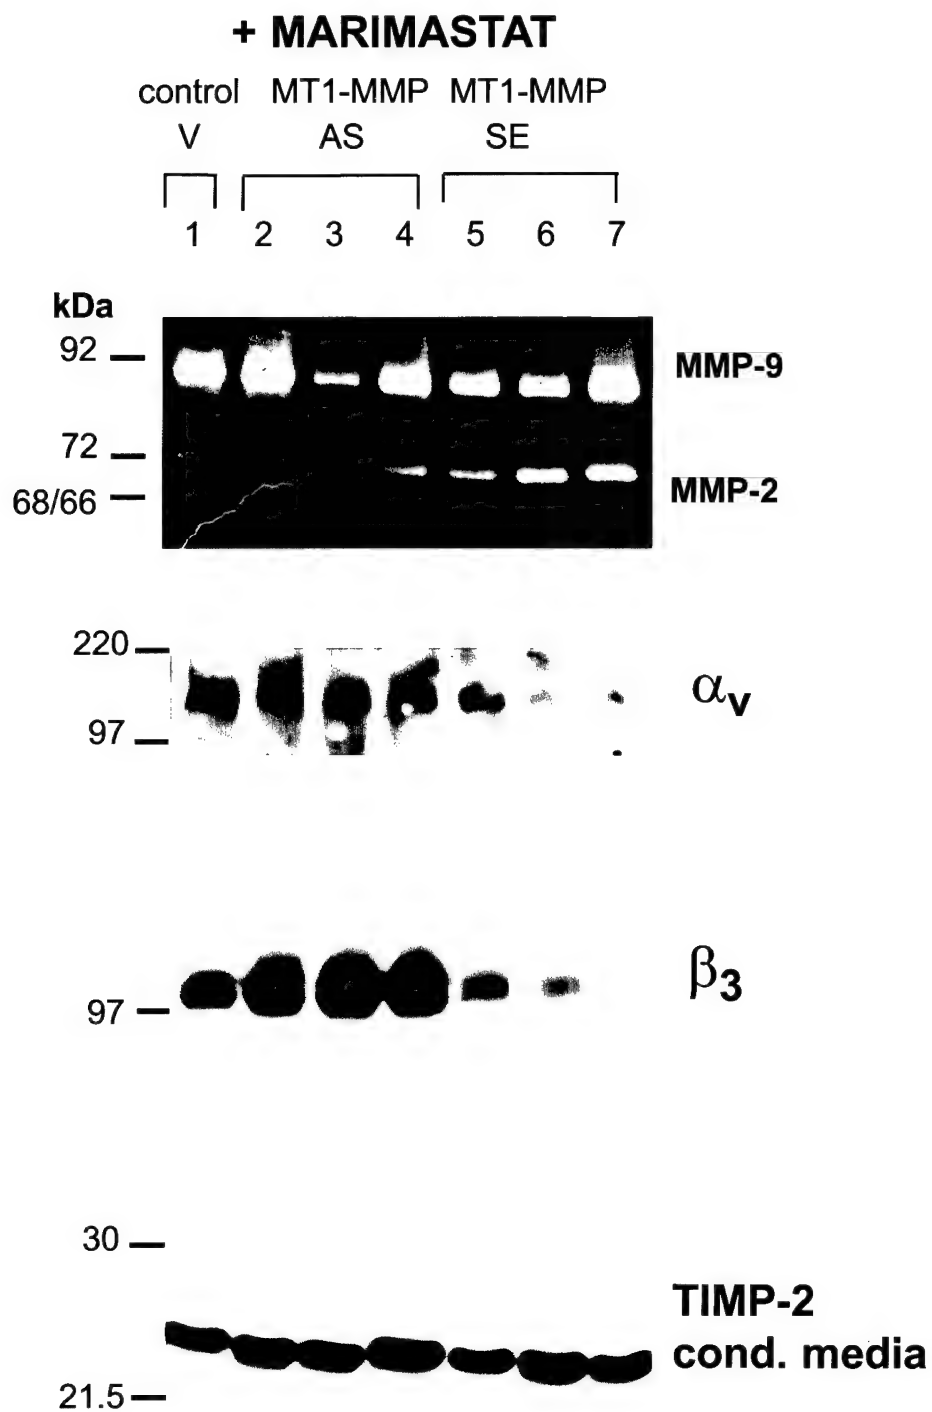 + MARIMASTAT
control MT1-MMP MT1-MMP
V AS SE
1 2 3 4 5 6 7
kDa
92 MMP-9
72
68/66 MMP-2
220
αv
97
β3
97
30
TIMP-2
cond. media
21.5